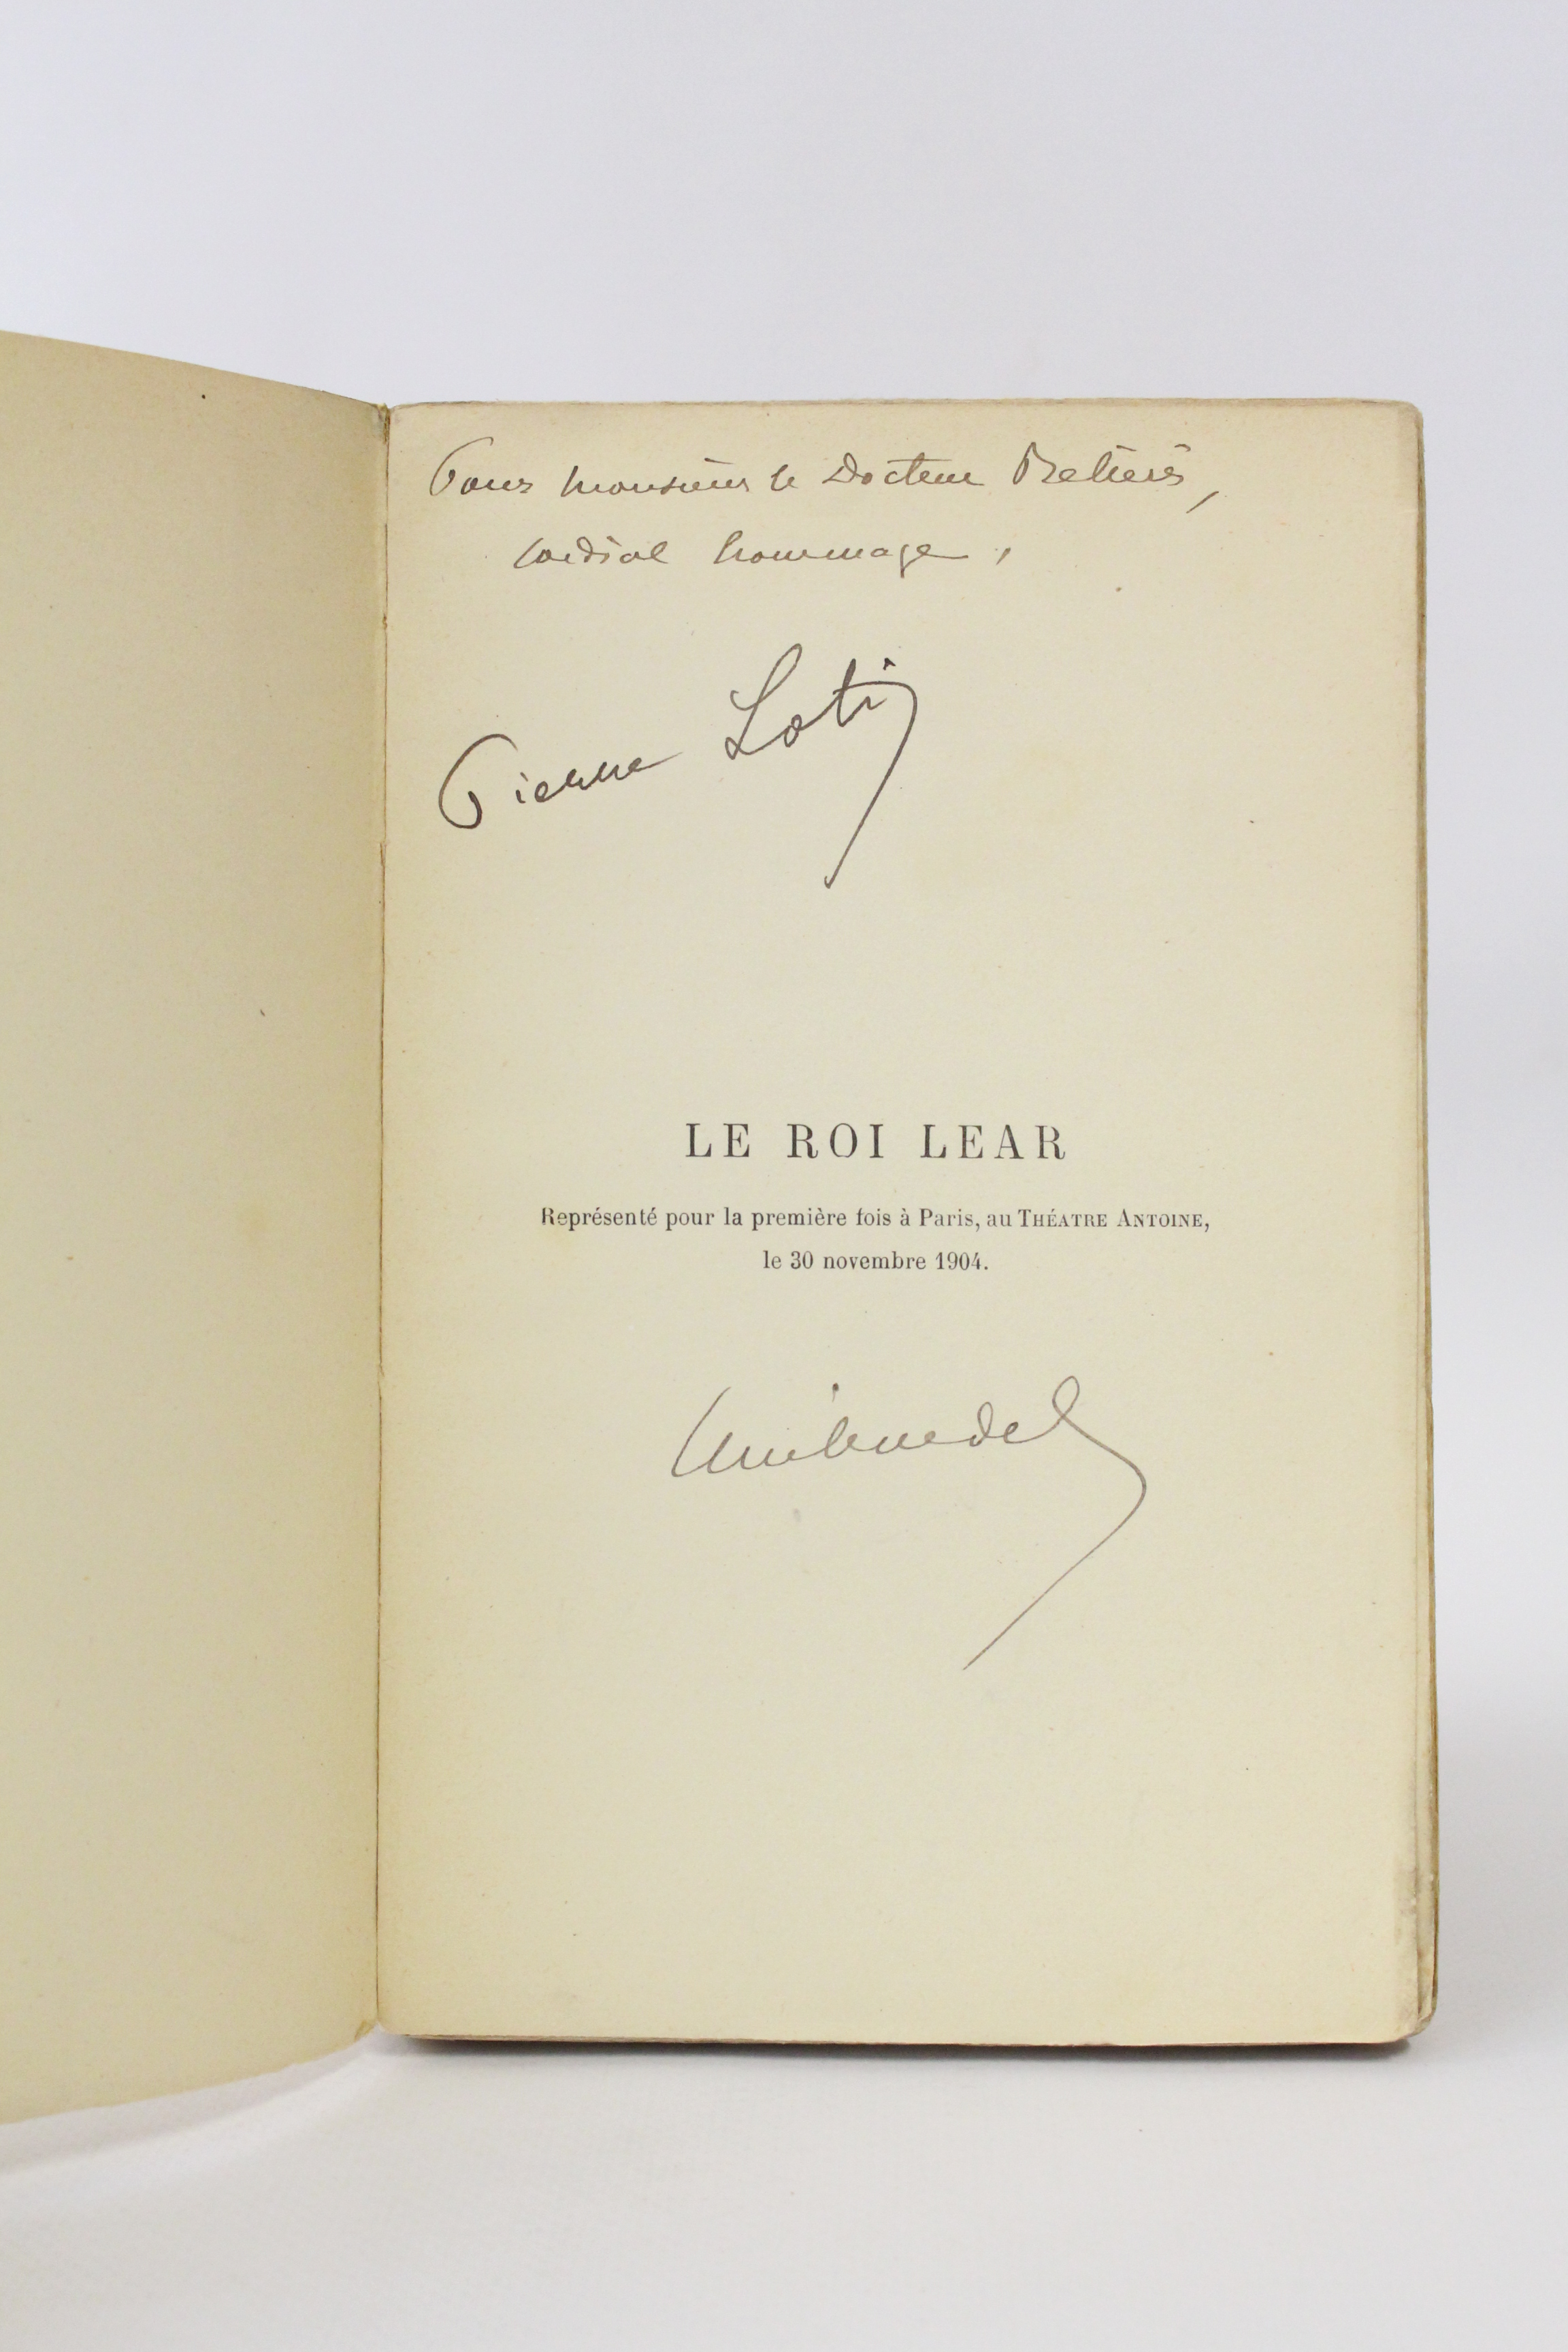 Pour monsieur le Docteur
cordial hommage,
Pierre Loti
LE ROI LEAR
Représenté pour la première fois à Paris, au THÉATRE ANTOINE,
le 30 novembre 1904.